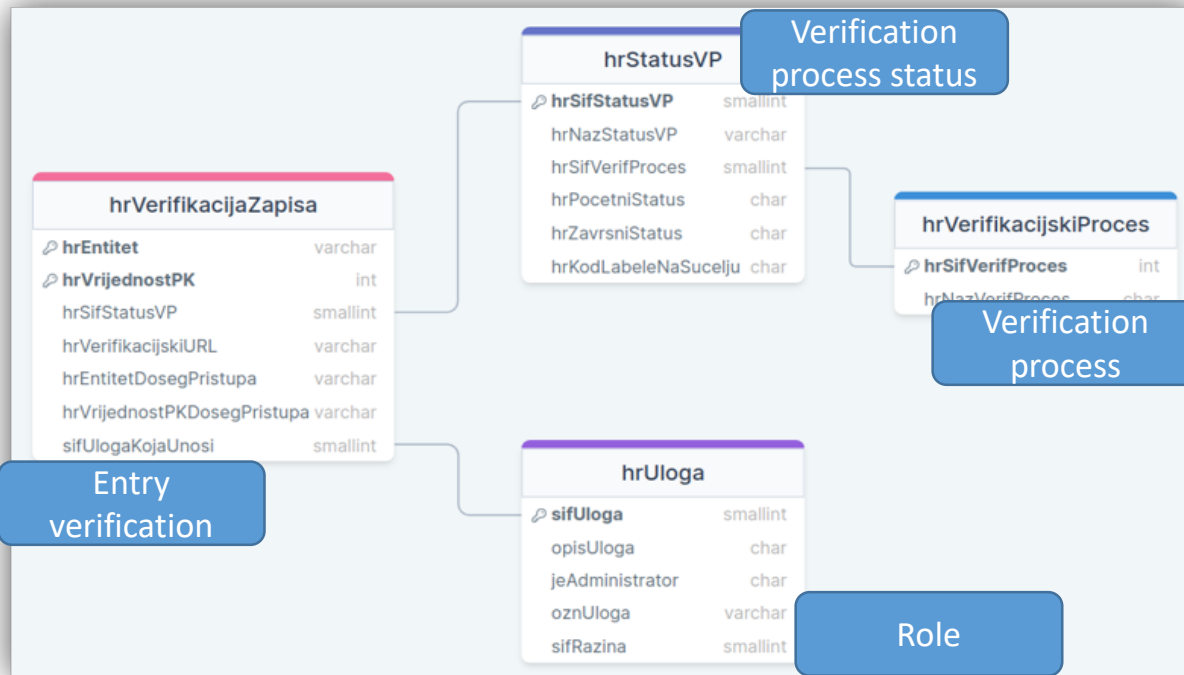 hrStatusVP
Verification
process status
hrSifStatusVP smallint
hrNazStatusVP varchar
hrSifVerifProces smallint
hrPocetniStatus char
hrZavrsniStatus char
hrKodLabeleNaSucelju char
hrVerifikacijaZapisa
hrEntitet varchar
hrVrijednostPK int
hrSifStatusVP smallint
hrVerifikacijskiURL varchar
hrEntitetDosegPristupa varchar
hrVrijednostPKDosegPristupa varchar
sifUlogaKojaUnosi smallint
Entry
verification
hrVerifikacijskiProces
hrSifVerifProces int
hrNazVerifProces char
Verification
process
hrUloga
sifUloga smallint
opisUloga char
jeAdministrator char
oznUloga varchar
sifRazina smallint
Role